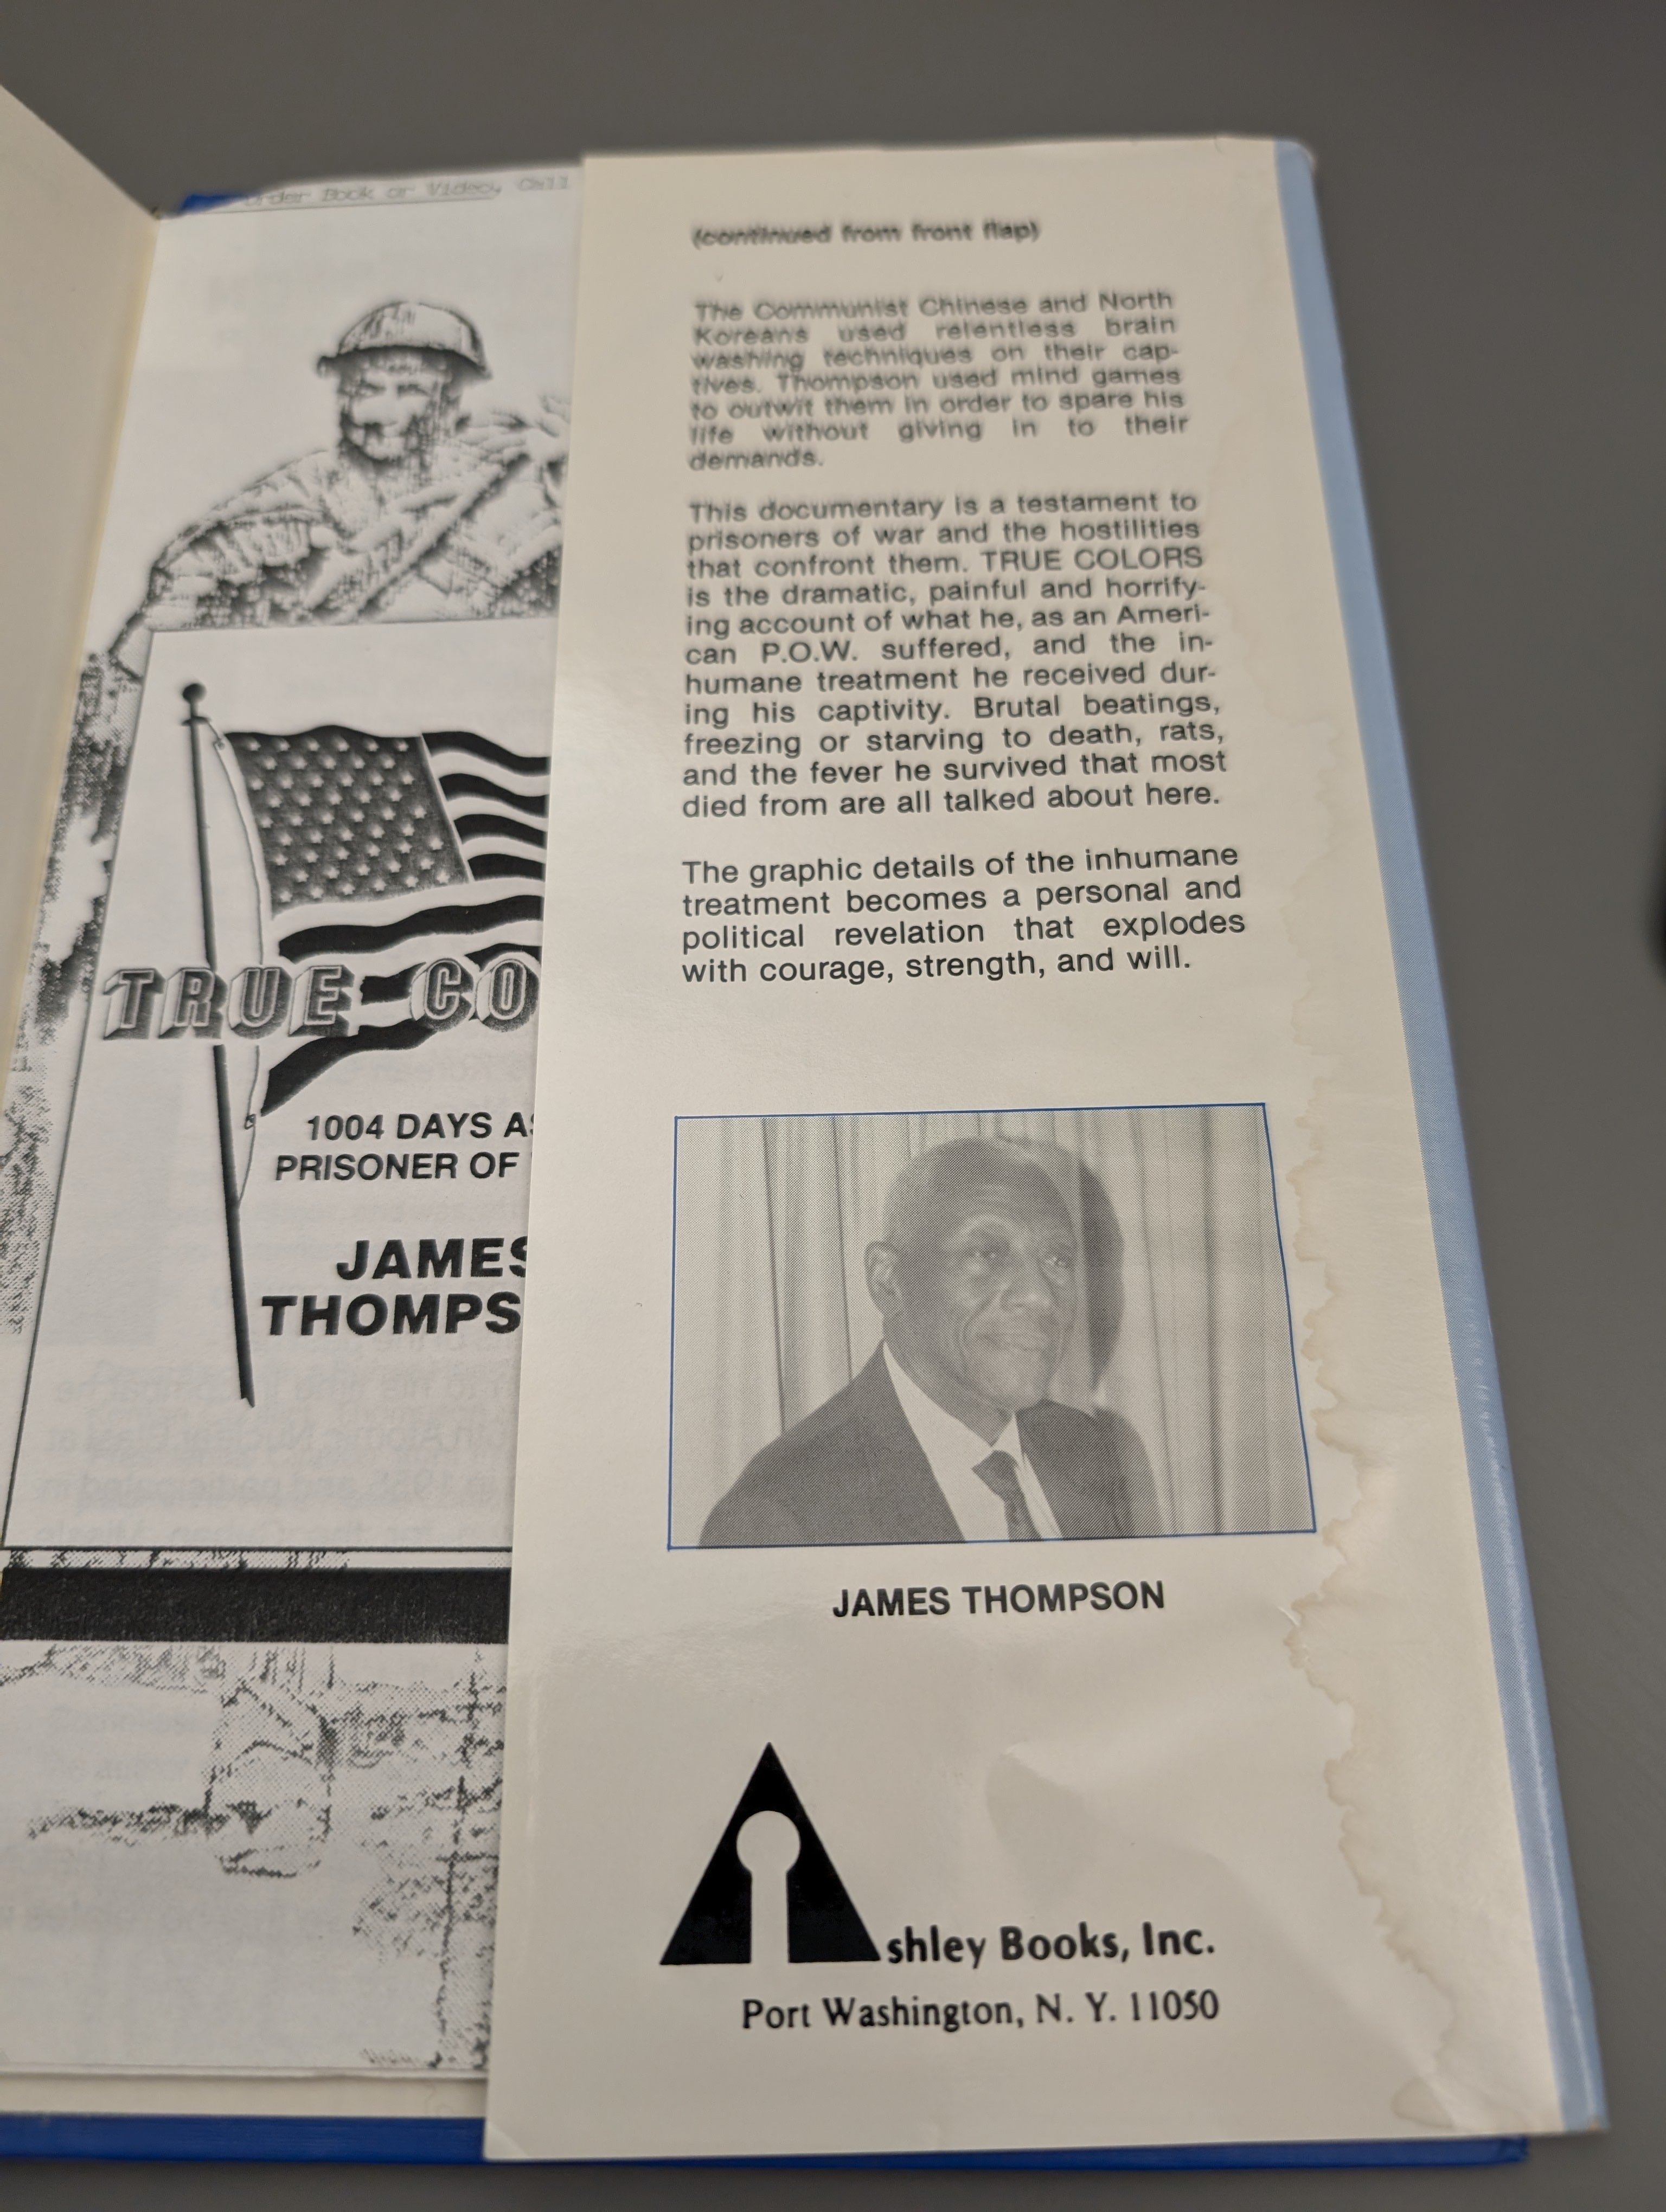 Order Book or Video, Call
TRUE CO
1004 DAYS AS
PRISONER OF
JAMES
THOMPS
(continued from front flap)
The Communist Chinese and North
Koreans used relentless brain
washing techniques on their cap-
tives. Thompson used mind games
to outwit them in order to spare his
life without giving in to their
demands.
This documentary is a testament to
prisoners of war and the hostilities
that confront them. TRUE COLORS
is the dramatic, painful and horrify-
ing account of what he, as an Ameri-
can P.O.W. suffered, and the in-
humane treatment he received dur-
ing his captivity. Brutal beatings,
freezing or starving to death, rats,
and the fever he survived that most
died from are all talked about here.
The graphic details of the inhumane
treatment becomes a personal and
political revelation that explodes
with courage, strength, and will.
JAMES THOMPSON
Ashley Books, Inc.
Port Washington, N. Y. 11050